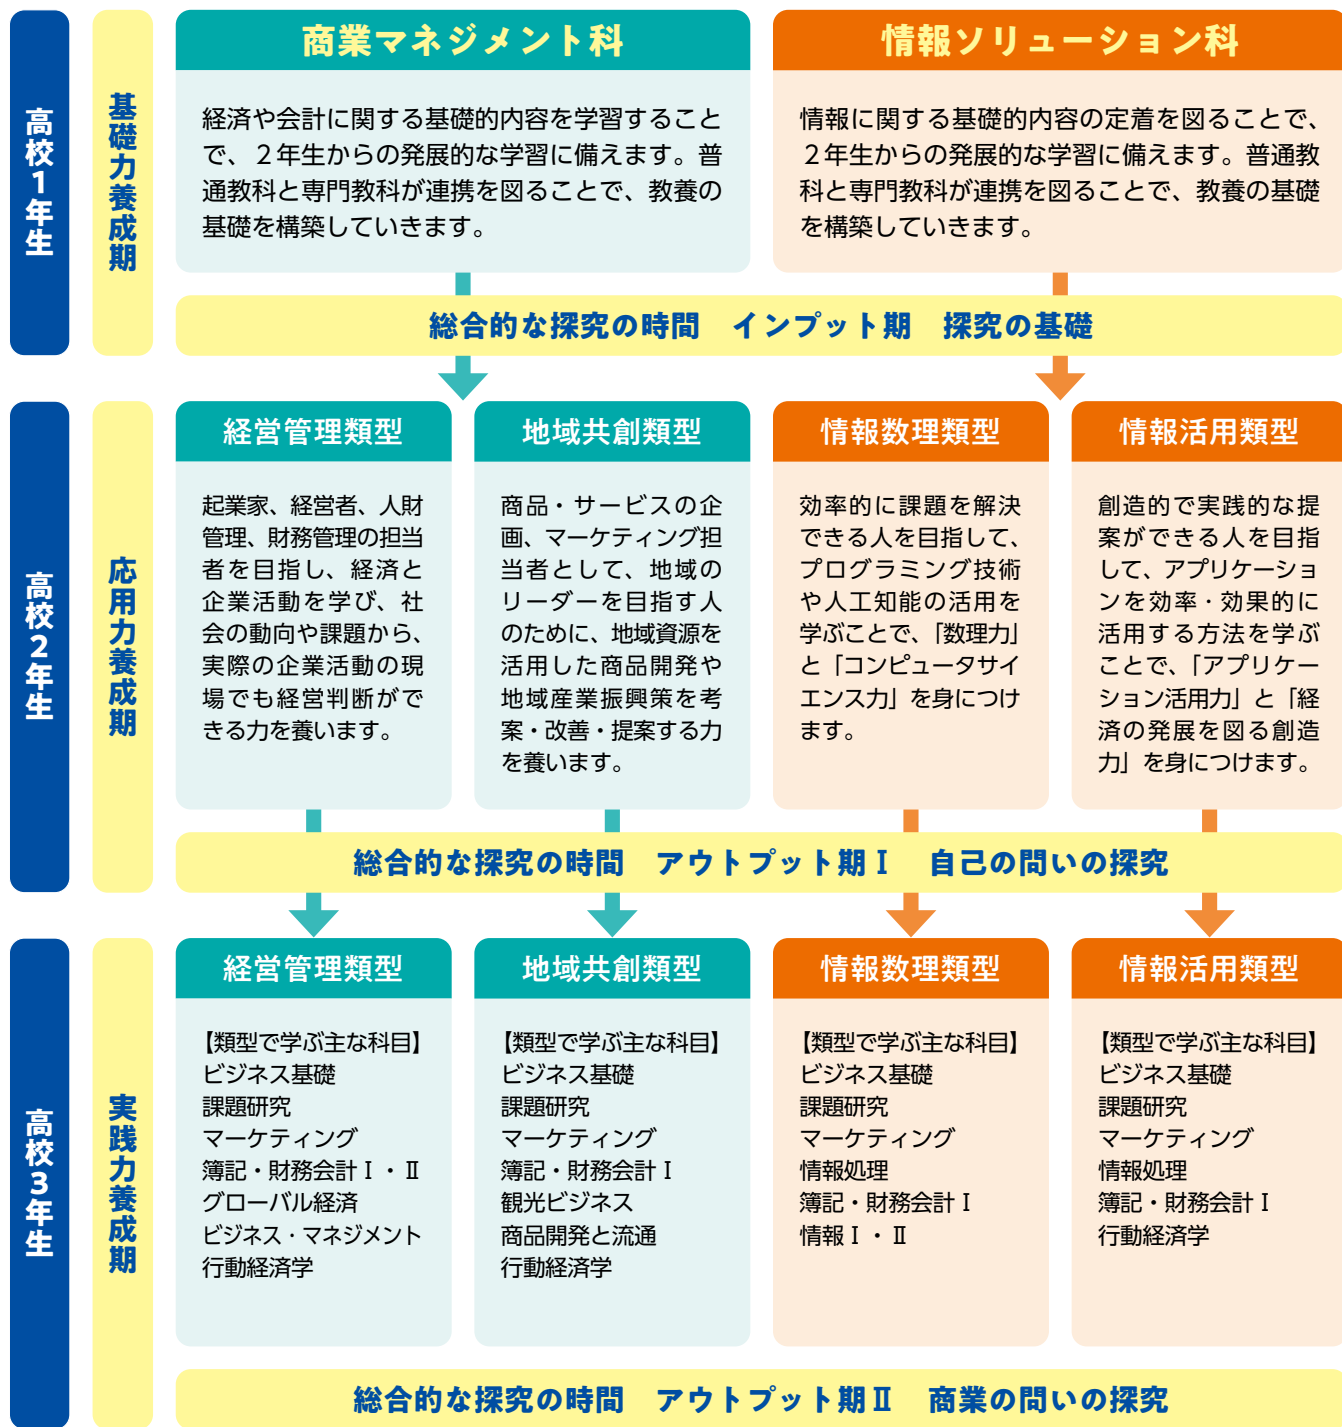 高校1年生
基礎力養成期
商業マネジメント科
経済や会計に関する基礎的内容を学習すること
で、２年生からの発展的な学習に備えます。普
通教科と専門教科が連携を図ることで、教養の
基礎を構築していきます。
情報ソリューション科
情報に関する基礎的内容の定着を図ることで、
２年生からの発展的な学習に備えます。普通教
科と専門教科が連携を図ることで、教養の基礎
を構築していきます。
総合的な探究の時間　インプット期　探究の基礎
高校2年生
応用力養成期
経営管理類型
起業家、経営者、人財
管理、財務管理の担当
者を目指し、経済と
企業活動を学び、社
会の動向や課題から、
実際の企業活動の現
場でも経営判断がで
きる力を養います。
地域共創類型
商品・サービスの企
画、マーケティング担
当者として、地域の
リーダーを目指す人
のために、地域資源を
活用した商品開発や
地域産業振興策を考
案・改善・提案する力
を養います。
情報数理類型
効率的に課題を解決
できる人を目指して、
プログラミング技術
や人工知能の活用を
学ぶことで、「数理力」
と「コンピュータサイ
エンス力」を身につけ
ます。
情報活用類型
創造的で実践的な提
案ができる人を目指
して、アプリケーショ
ンを効率・効果的に
活用する方法を学ぶ
ことで、「アプリケー
ション活用力」と「経
済の発展を図る創造
力」を身につけます。
総合的な探究の時間　アウトプット期Ⅰ　自己の問いの探究
高校3年生
実践力養成期
経営管理類型
【類型で学ぶ主な科目】
ビジネス基礎
課題研究
マーケティング
簿記・財務会計Ⅰ・Ⅱ
グローバル経済
ビジネス・マネジメント
行動経済学
地域共創類型
【類型で学ぶ主な科目】
ビジネス基礎
課題研究
マーケティング
簿記・財務会計Ⅰ
観光ビジネス
商品開発と流通
行動経済学
情報数理類型
【類型で学ぶ主な科目】
ビジネス基礎
課題研究
マーケティング
情報処理
簿記・財務会計Ⅰ
情報Ⅰ・Ⅱ
情報活用類型
【類型で学ぶ主な科目】
ビジネス基礎
課題研究
マーケティング
情報処理
簿記・財務会計Ⅰ
行動経済学
総合的な探究の時間　アウトプット期Ⅱ　商業の問いの探究